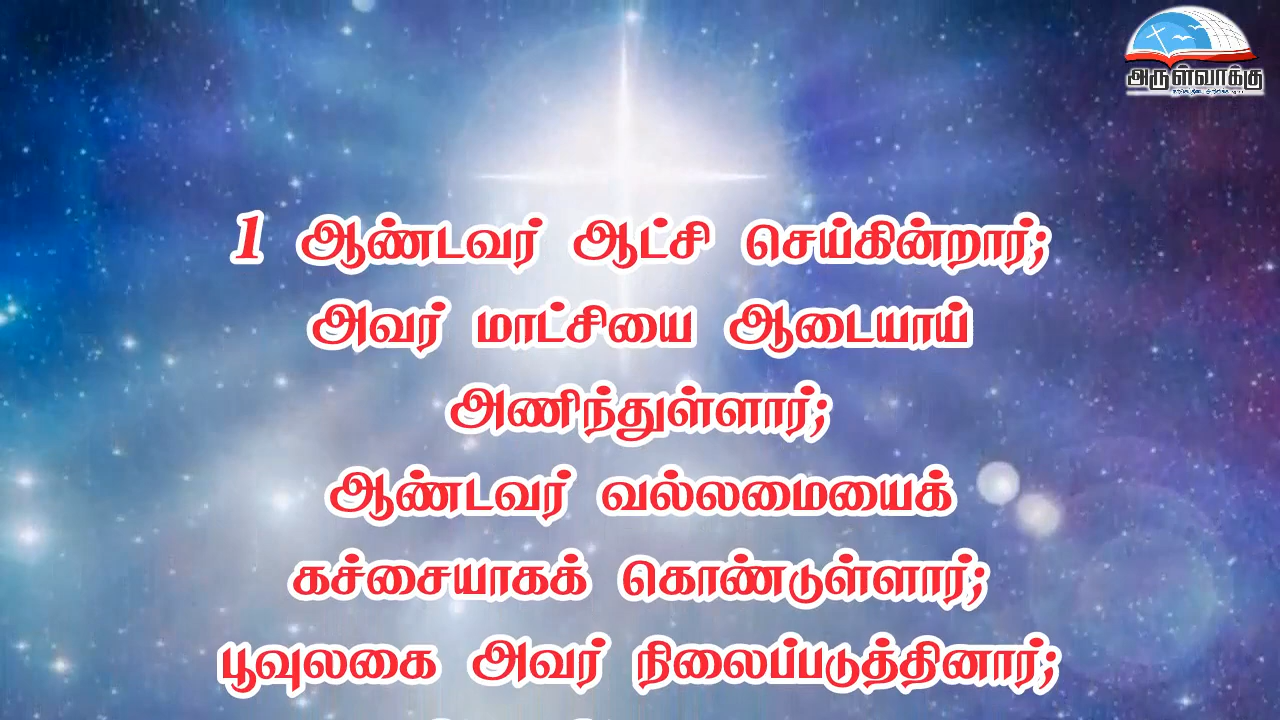 அருள்வாக்கு
1 ஆண்டவர் ஆட்சி செய்கின்றார்;
அவர் மாட்சியை ஆடையாய்
அணிந்துள்ளார்;
ஆண்டவர் வல்லமையைக்
கச்சையாகக் கொண்டுள்ளார்;
பூவுலகை அவர் நிலைப்படுத்தினார்;